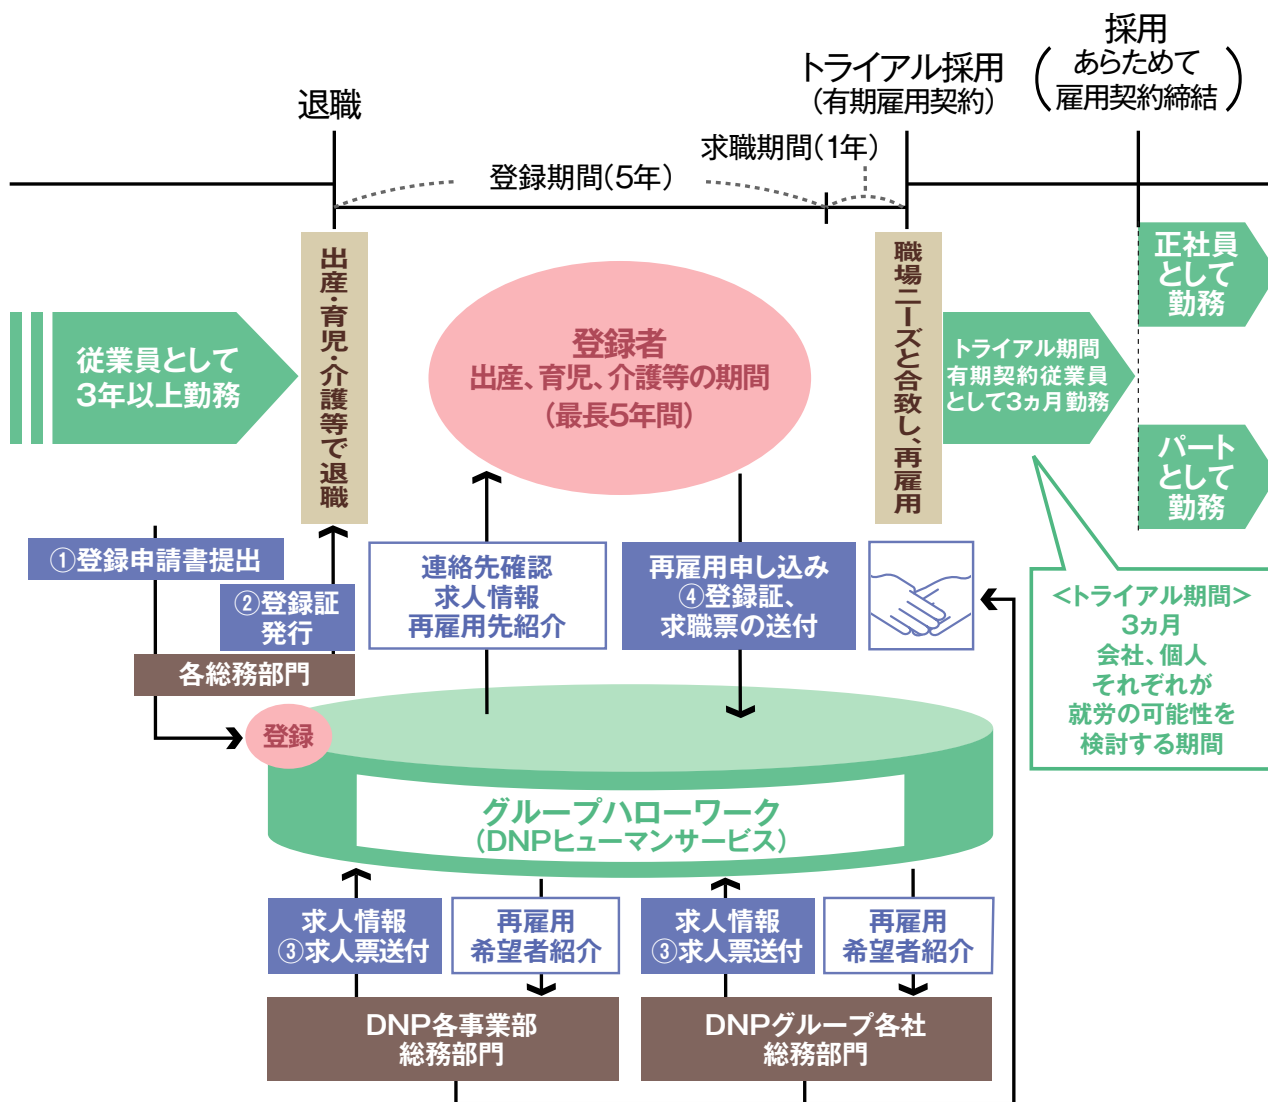 採用
あらためて
雇用契約締結
トライアル採用
(有期雇用契約)
退職
求職期間(1年)
登録期間(5年)
出産・育児・介護等で退職
職場ニーズと合致し、再雇用
正社員
として
勤務
従業員として
3年以上勤務
登録者
出産、育児、介護等の期間
(最長5年間)
トライアル期間
有期契約従業員
として3ヵ月勤務
パート
として
勤務
①登録申請書提出
②登録証
発行
各総務部門
連絡先確認
求人情報
再雇用先紹介
再雇用申し込み
④登録証、
求職票の送付
<トライアル期間>
3ヵ月
会社、個人
それぞれが
就労の可能性を
検討する期間
登録
グループハローワーク
(DNPヒューマンサービス)
求人情報
③求人票送付
再雇用
希望者紹介
求人情報
③求人票送付
再雇用
希望者紹介
DNP各事業部
総務部門
DNPグループ各社
総務部門